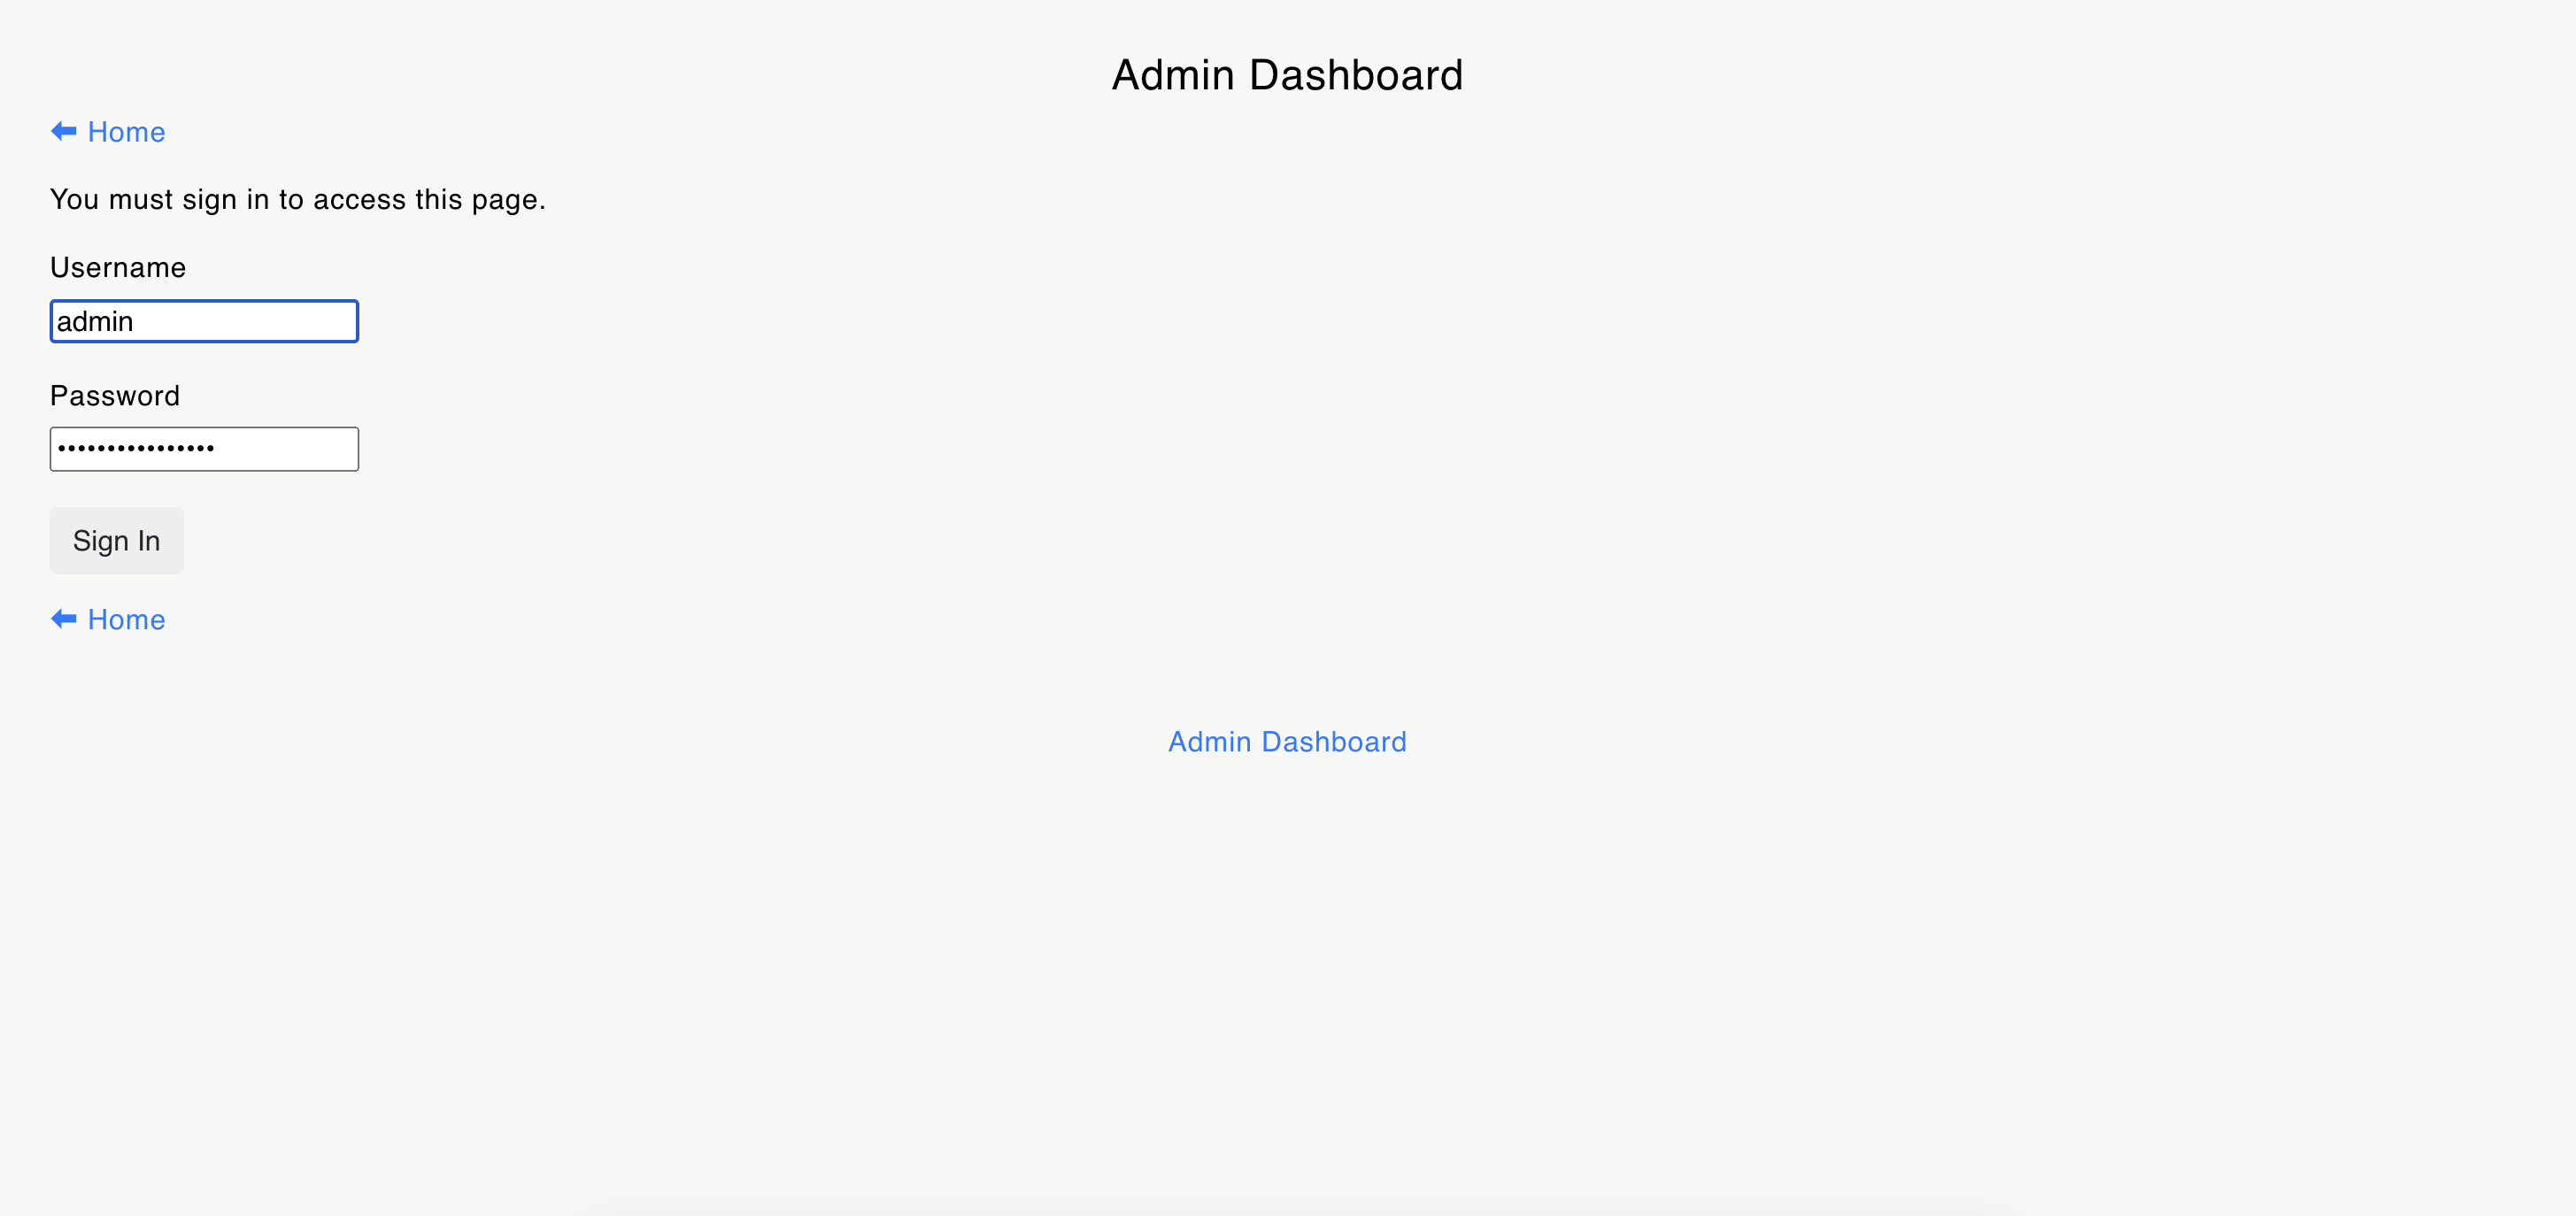 Admin Dashboard
⬅ Home
You must sign in to access this page.
Username
admin
Password
••••••••••••••••
Sign In
⬅ Home
Admin Dashboard